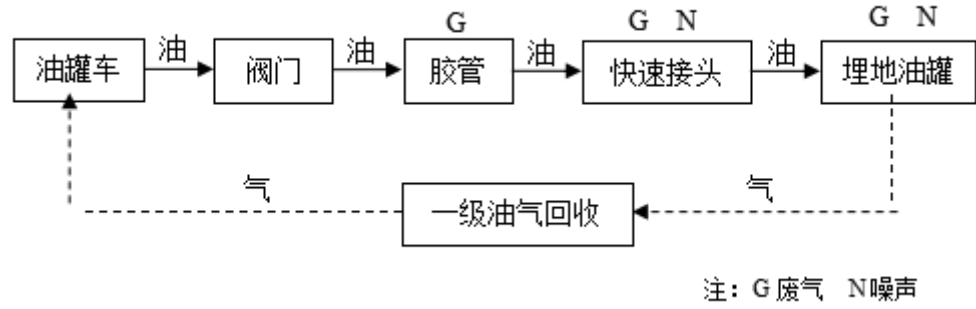 G G N G N
油 油 油 油
油罐车 阀门 胶管 快速接头 埋地油罐
气 气
一级油气回收
注：G 废气 N噪声